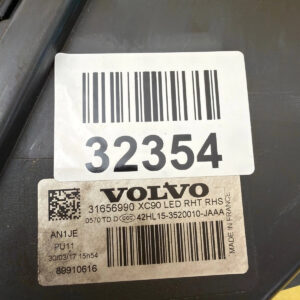 32354
VOLVO
31656990 XC90 LED RHT RHS
0570 TD D 42HL15-3520010-JAAA
AN1JE
PU11
30/03/17 15h54
89910616
MADE IN FRANCE